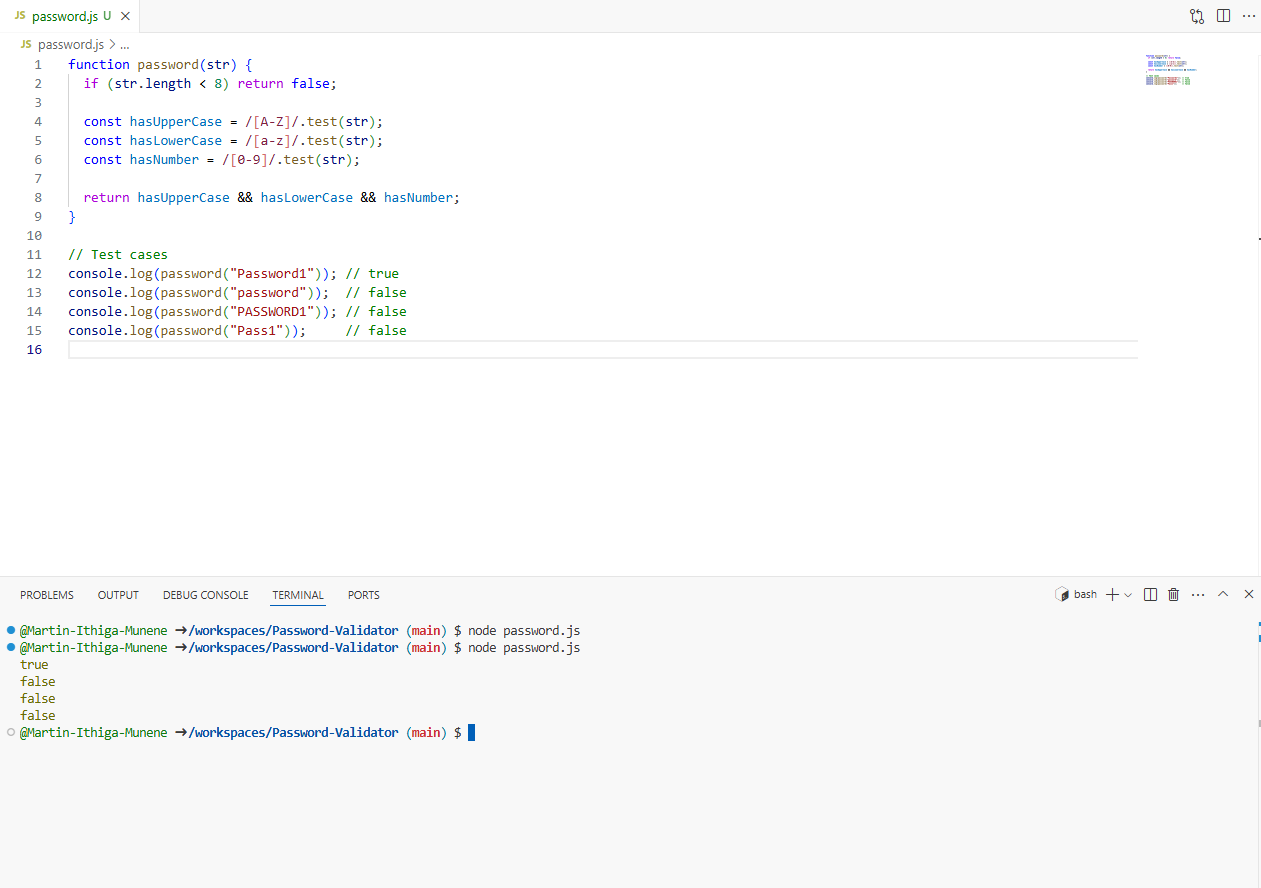 JS password.js U
JS password.js > ...
1 function password(str) {
2   if (str.length < 8) return false;
3
4   const hasUpperCase = /[A-Z]/.test(str);
5   const hasLowerCase = /[a-z]/.test(str);
6   const hasNumber = /[0-9]/.test(str);
7
8   return hasUpperCase && hasLowerCase && hasNumber;
9 }
10
11 // Test cases
12 console.log(password("Password1")); // true
13 console.log(password("password"));  // false
14 console.log(password("PASSWORD1")); // false
15 console.log(password("Pass1"));     // false
16
PROBLEMS OUTPUT DEBUG CONSOLE TERMINAL PORTS bash
@Martin-Ithiga-Munene ➜/workspaces/Password-Validator (main) $ node password.js
@Martin-Ithiga-Munene ➜/workspaces/Password-Validator (main) $ node password.js
true
false
false
false
@Martin-Ithiga-Munene ➜/workspaces/Password-Validator (main) $